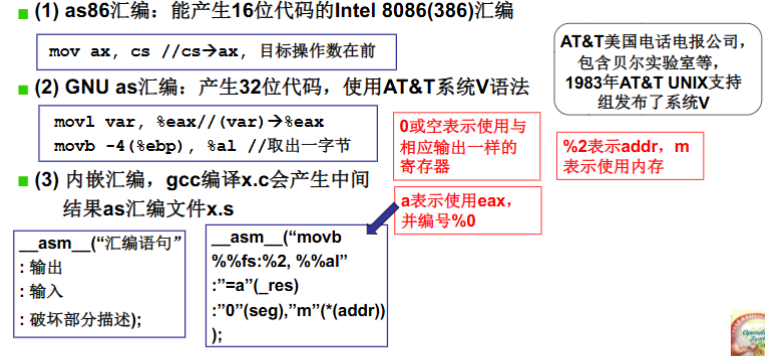 (1) as86汇编：能产生16位代码的Intel 8086(386)汇编
mov ax, cs //cs→ax, 目标操作数在前
AT&T美国电话电报公司，
包含贝尔实验室等，
1983年AT&T UNIX支持
组发布了系统V
(2) GNU as汇编：产生32位代码，使用AT&T系统V语法
movl var, %eax//(var)→%eax
movb -4(%ebp), %al //取出一字节
0或空表示使用与
相应输出一样的
寄存器
%2表示addr，m
表示使用内存
(3) 内嵌汇编，gcc编译x.c会产生中间
结果as汇编文件x.s
a表示使用eax，
并编号%0
__asm__(“汇编语句”
: 输出
: 输入
: 破坏部分描述);
__asm__(“movb
%%fs:%2, %%al”
:”=a”(_res)
:”0”(seg),”m”(*(addr))
);